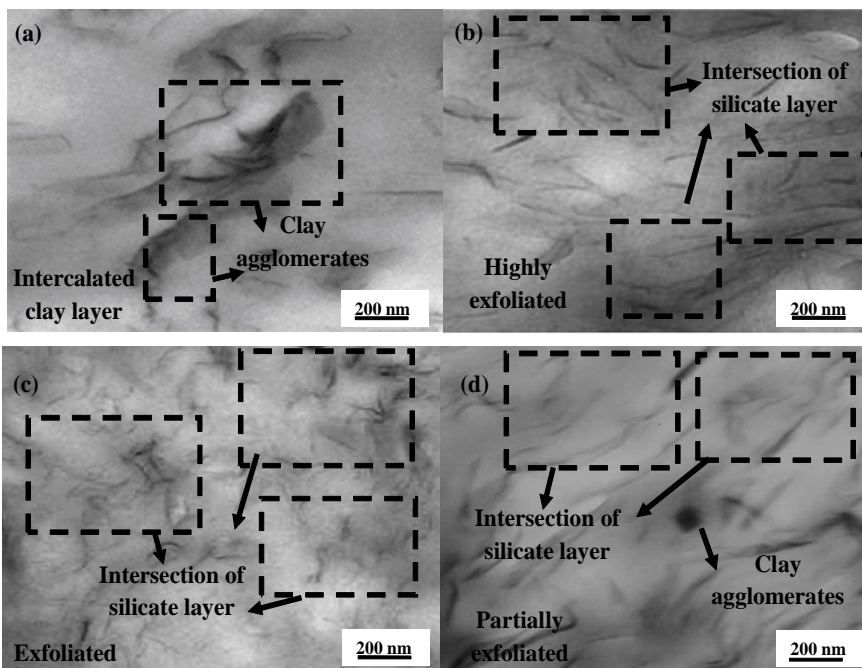 (a)
Clay
agglomerates
Intercalated
clay layer
200 nm
(b)
Intersection of
silicate layer
Highly
exfoliated
200 nm
(c)
Intersection of
silicate layer
Exfoliated
200 nm
(d)
Intersection of
silicate layer
Clay
agglomerates
Partially
exfoliated
200 nm